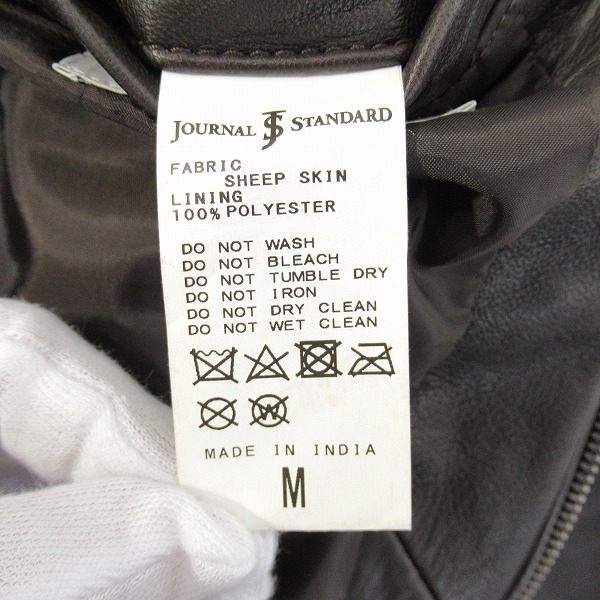 JOURNAL JS STANDARD
FABRIC
SHEEP SKIN
LINING
100% POLYESTER
DO NOT WASH
DO NOT BLEACH
DO NOT TUMBLE DRY
DO NOT IRON
DO NOT DRY CLEAN
DO NOT WET CLEAN
W
MADE IN INDIA
M